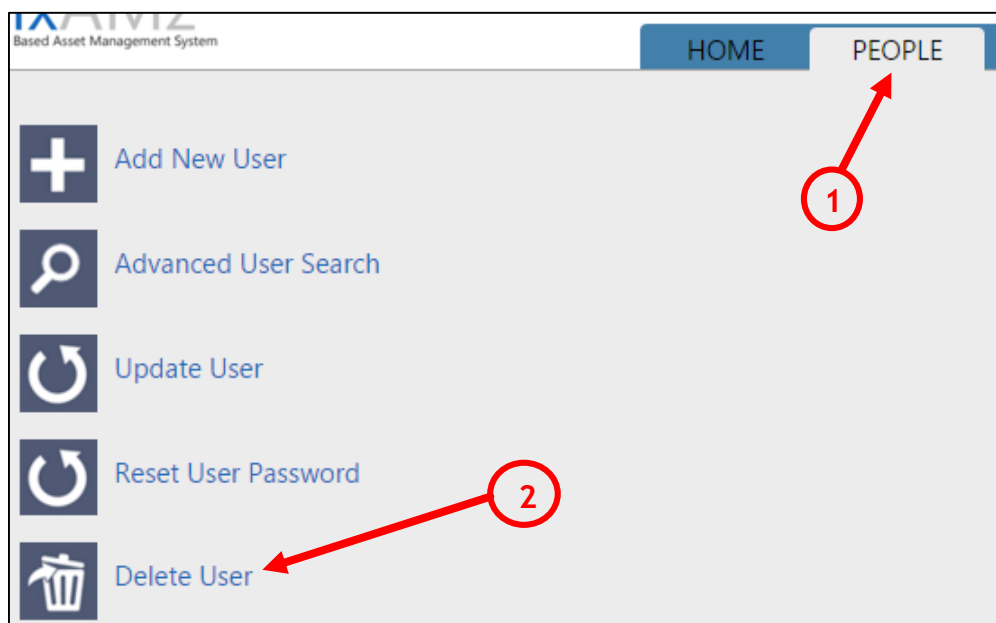 Based Asset Management System
HOME
PEOPLE
1
Add New User
Advanced User Search
Update User
Reset User Password
2
Delete User